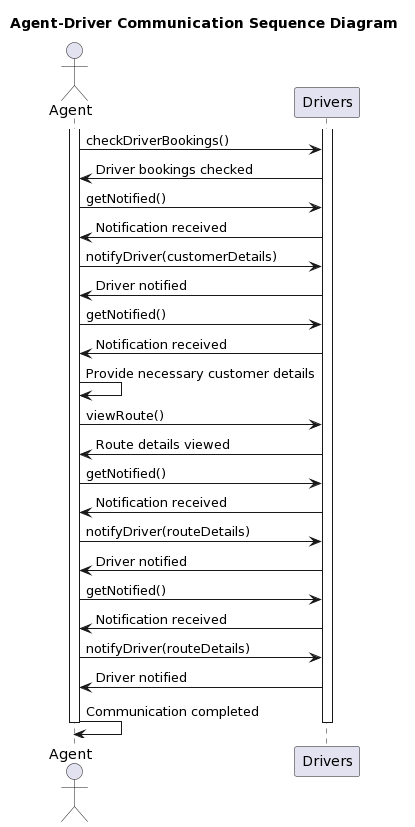 Agent-Driver Communication Sequence Diagram
Agent
Drivers
checkDriverBookings()
Driver bookings checked
getNotified()
Notification received
notifyDriver(customerDetails)
Driver notified
getNotified()
Notification received
Provide necessary customer details
viewRoute()
Route details viewed
getNotified()
Notification received
notifyDriver(routeDetails)
Driver notified
getNotified()
Notification received
notifyDriver(routeDetails)
Driver notified
Communication completed
Agent
Drivers